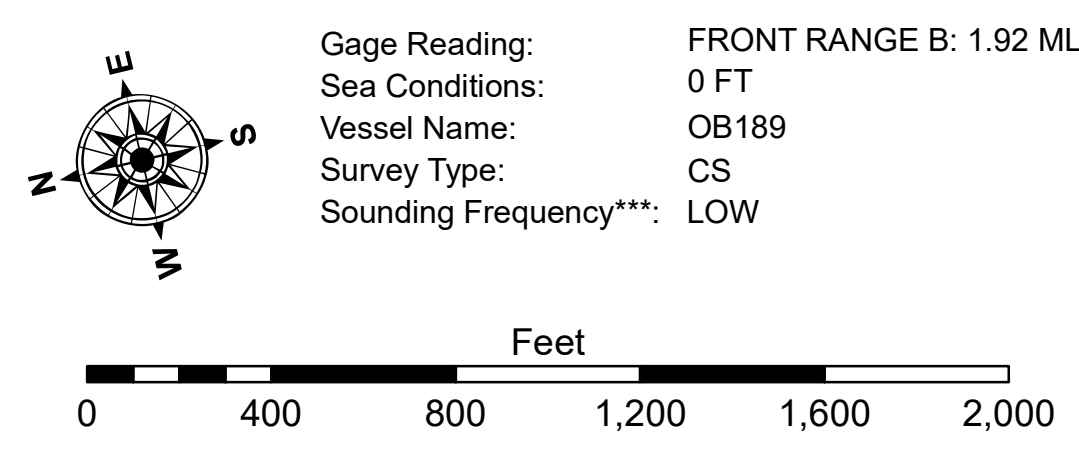 E
S
N
W
Gage Reading: FRONT RANGE B: 1.92 ML
Sea Conditions: 0 FT
Vessel Name: OB189
Survey Type: CS
Sounding Frequency***: LOW
Feet
0 400 800 1,200 1,600 2,000